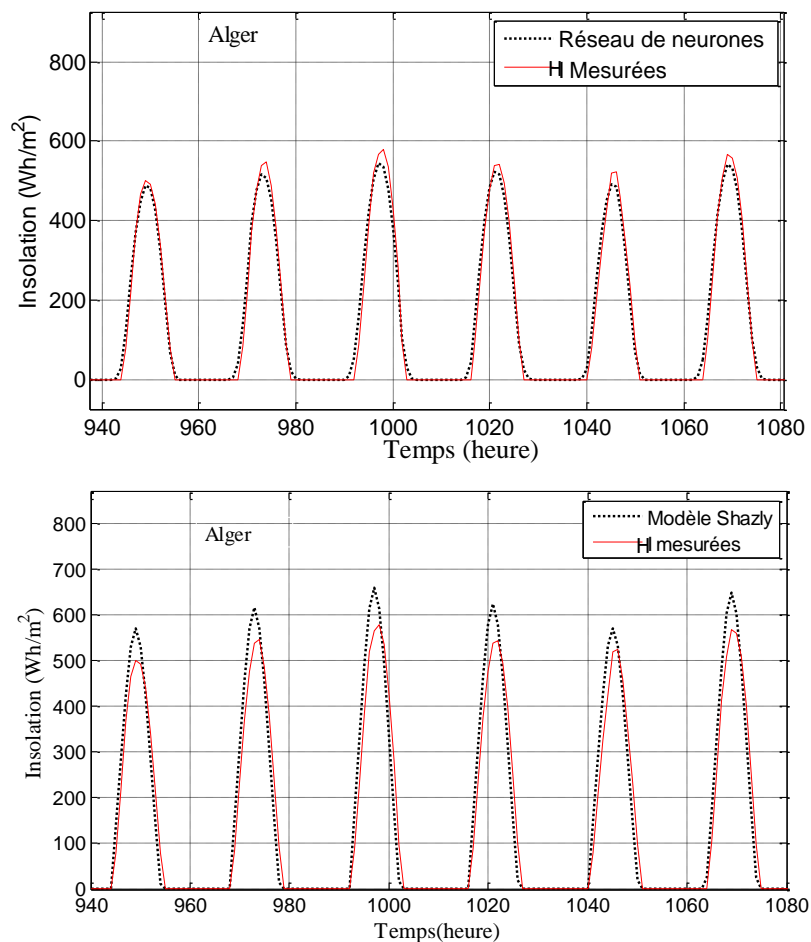 Alger
Réseau de neurones
HI Mesurées
Insolation (Wh/m²)
800
600
400
200
0
940 960 980 1000 1020 1040 1060 1080
Temps (heure)
Alger
Modèle Shazly
HI mesurées
Insolation (Wh/m²)
800
700
600
500
400
300
200
100
0
940 960 980 1000 1020 1040 1060 1080
Temps(heure)